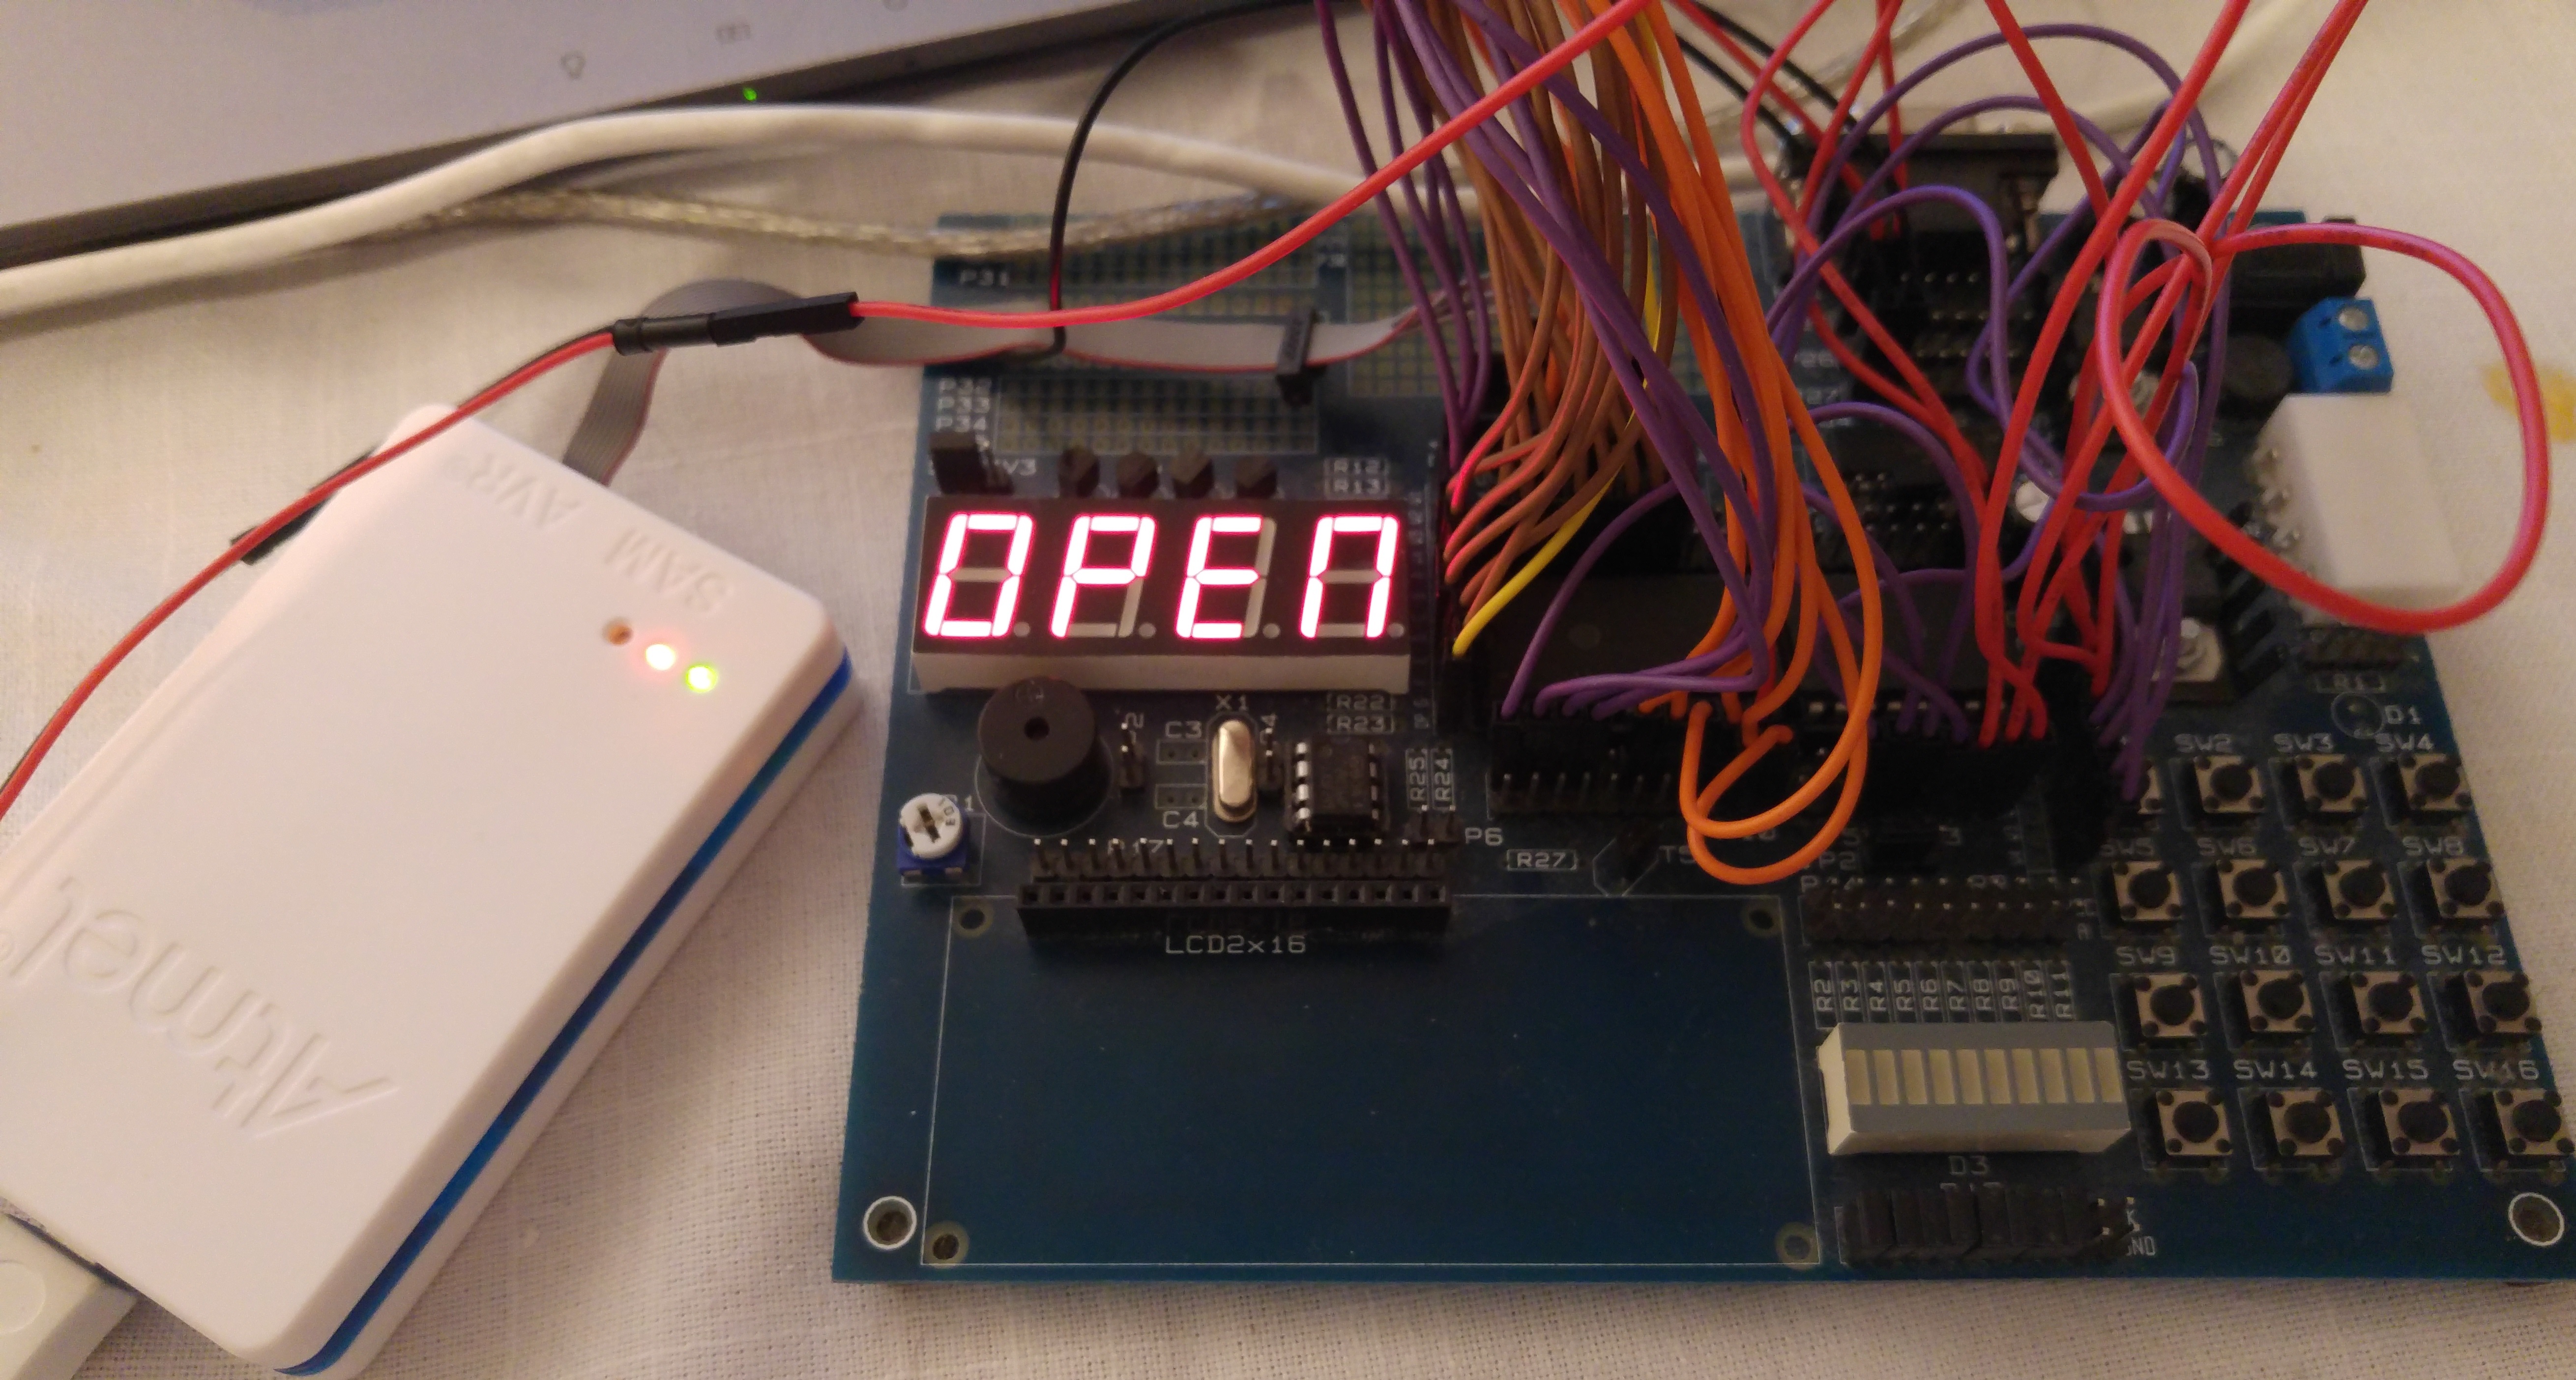 P31
P32
P33
P34
V3
R12
R13
OPEN
AVR
SAM
Atmel
X1
C3
C4
R22
R23
R25
R24
P6
R27
LCD2x16
R1
D1
SW2 SW3 SW4
SW5 SW6 SW7 SW8
SW9 SW10 SW11 SW12
SW13 SW14 SW15 SW16
R2
R3
R4
R5
R6
R7
R8
R9
R10
R11
D3